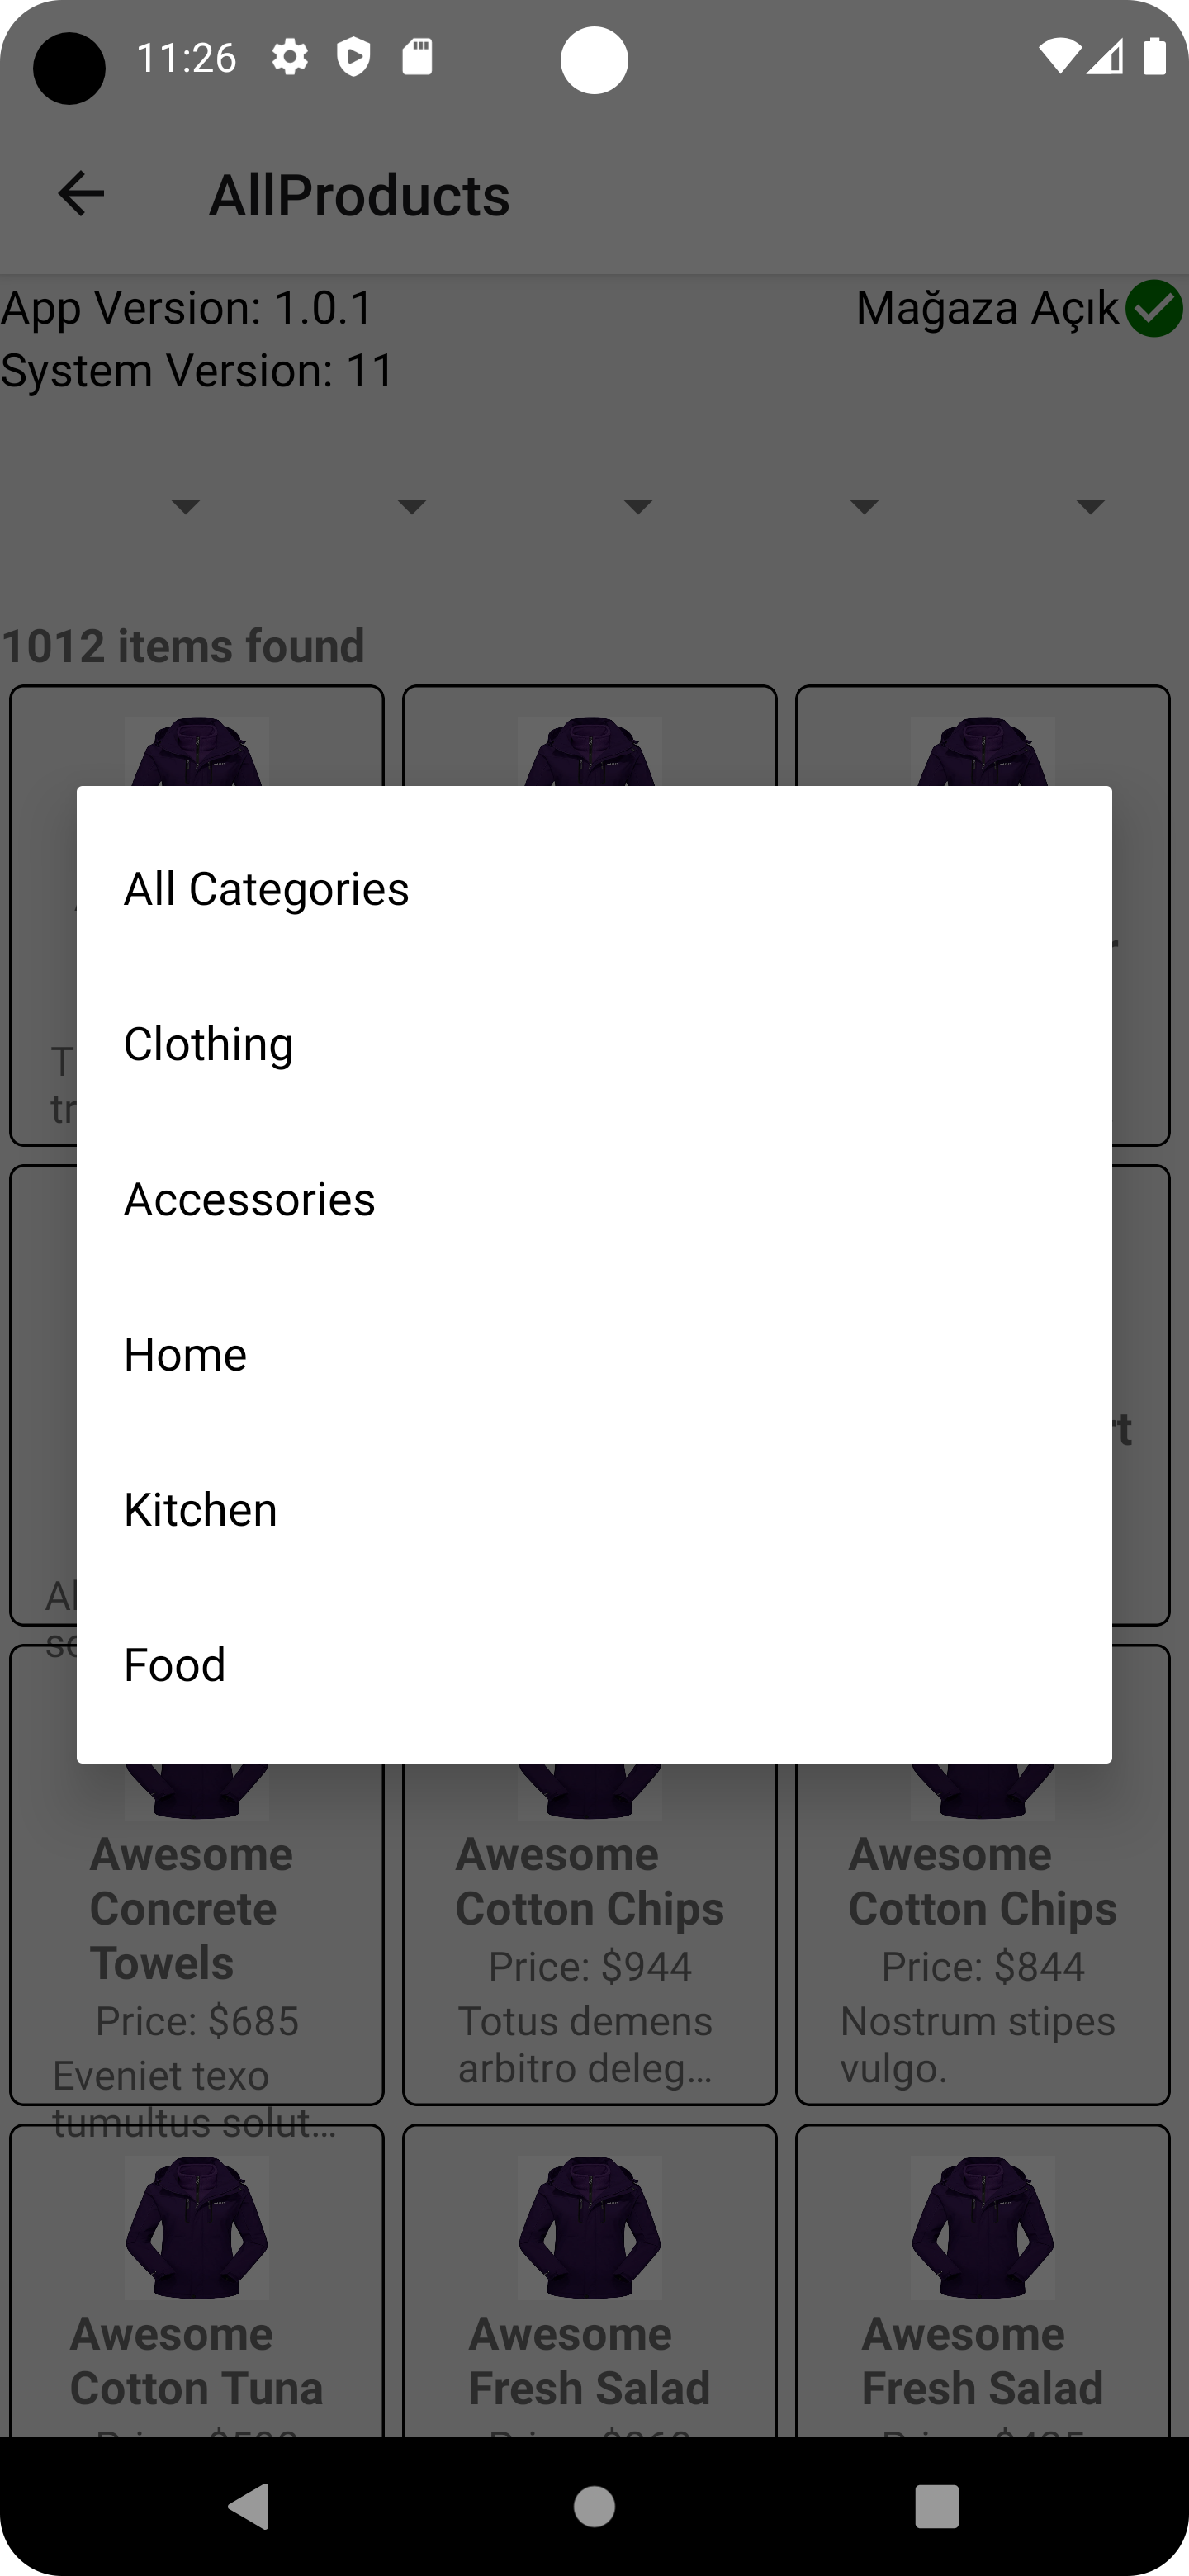 11:26
AllProducts
App Version: 1.0.1
Mağaza Açık
System Version: 11
1012 items found
All Categories
Clothing
Accessories
Home
Kitchen
Food
Awesome
Concrete
Towels
Price: $685
Eveniet texo
tumultus solut...
Awesome
Cotton Chips
Price: $944
Totus demens
arbitro deleg...
Awesome
Cotton Chips
Price: $844
Nostrum stipes
vulgo.
Awesome
Cotton Tuna
Awesome
Fresh Salad
Awesome
Fresh Salad